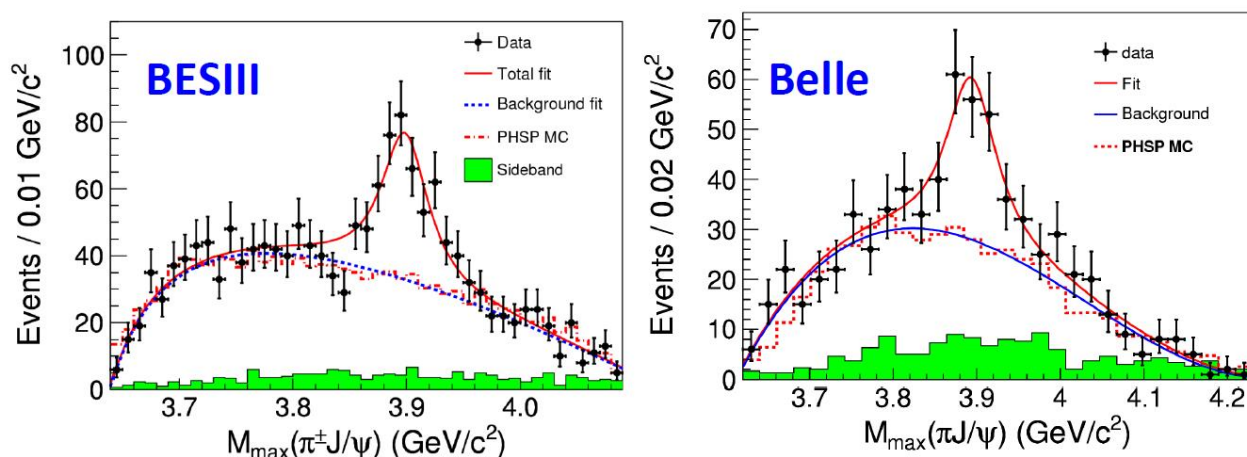 BESIII
Data
Total fit
Background fit
PHSP MC
Sideband
Events / 0.01 GeV/c²
100
80
60
40
20
0
3.7 3.8 3.9 4.0
M_max(π±J/ψ) (GeV/c²)
Belle
data
Fit
Background
PHSP MC
Events / 0.02 GeV/c²
70
60
50
40
30
20
10
0
3.7 3.8 3.9 4 4.1 4.2
M_max(πJ/ψ) (GeV/c²)